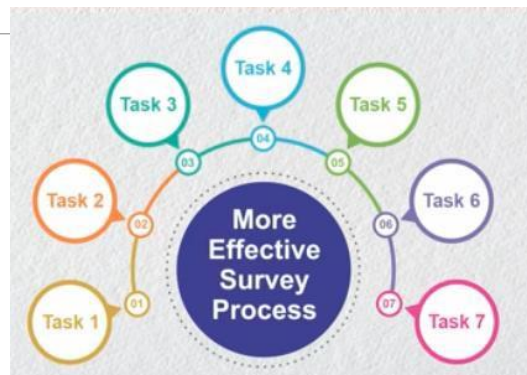 Task 1
01
Task 2
02
Task 3
03
Task 4
04
Task 5
05
Task 6
06
Task 7
07
More
Effective
Survey
Process